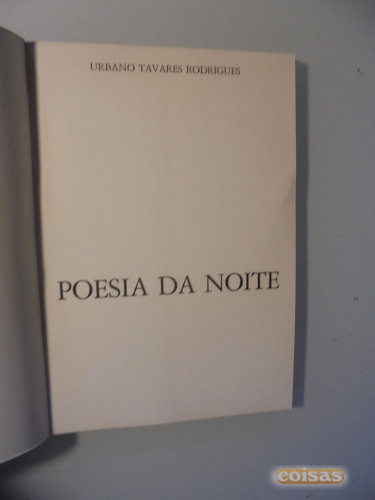 URBANO TAVARES RODRIGUES
POESIA DA NOITE
coisas